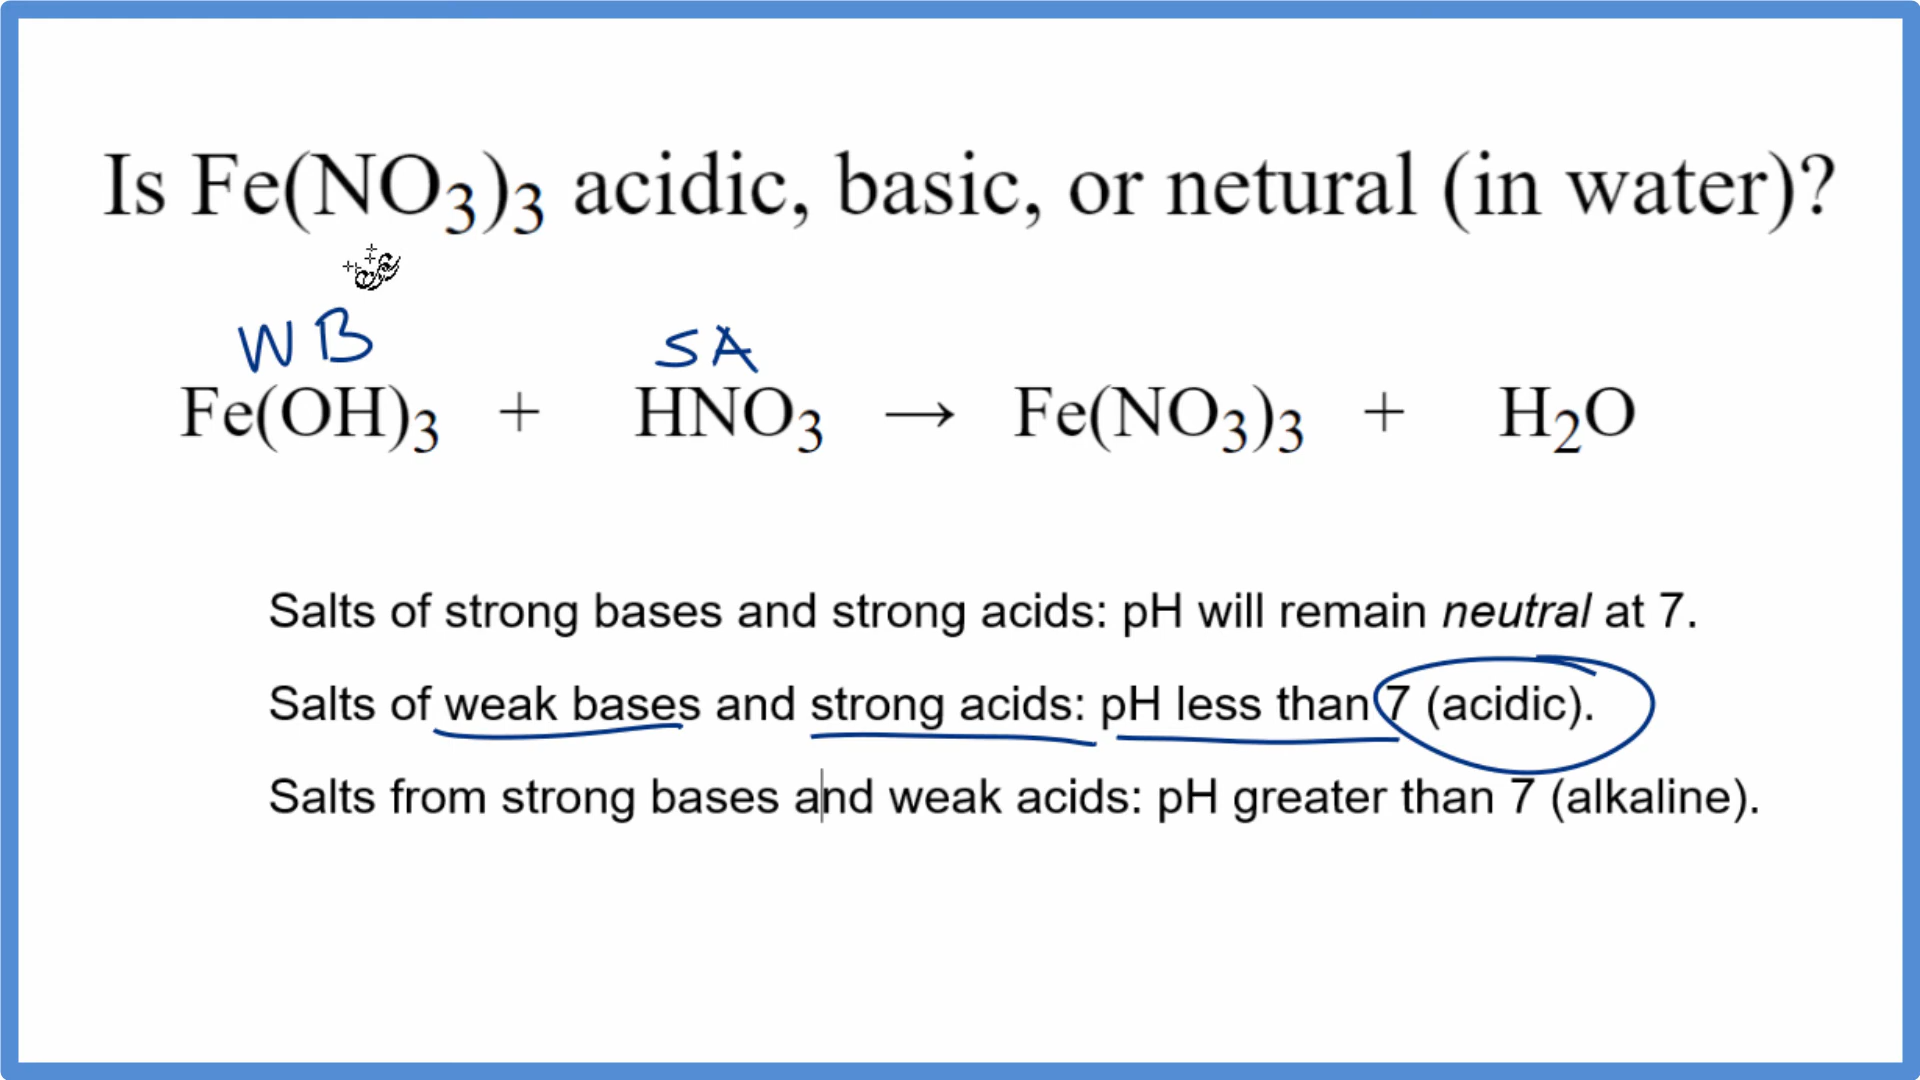 Is Fe(NO₃)₃ acidic, basic, or netural (in water)?
WB SA
Fe(OH)₃ + HNO₃ → Fe(NO₃)₃ + H₂O
Salts of strong bases and strong acids: pH will remain neutral at 7.
Salts of weak bases and strong acids: pH less than 7 (acidic).
Salts from strong bases and weak acids: pH greater than 7 (alkaline).